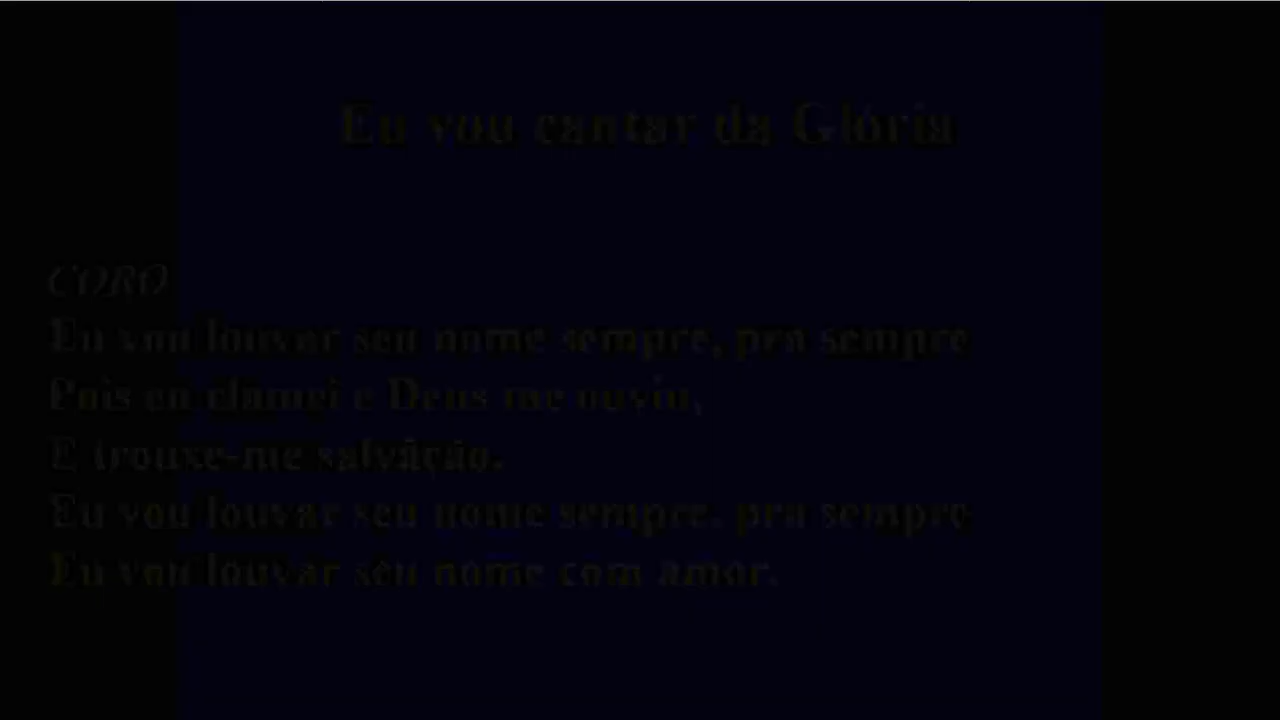 Eu vou cantar da Glória
CORO
Eu vou louvar seu nome sempre, pra sempre
Pois eu clamei e Deus me ouviu,
E trouxe-me salvação.
Eu vou louvar seu nome sempre, pra sempre
Eu vou louvar seu nome com amor.